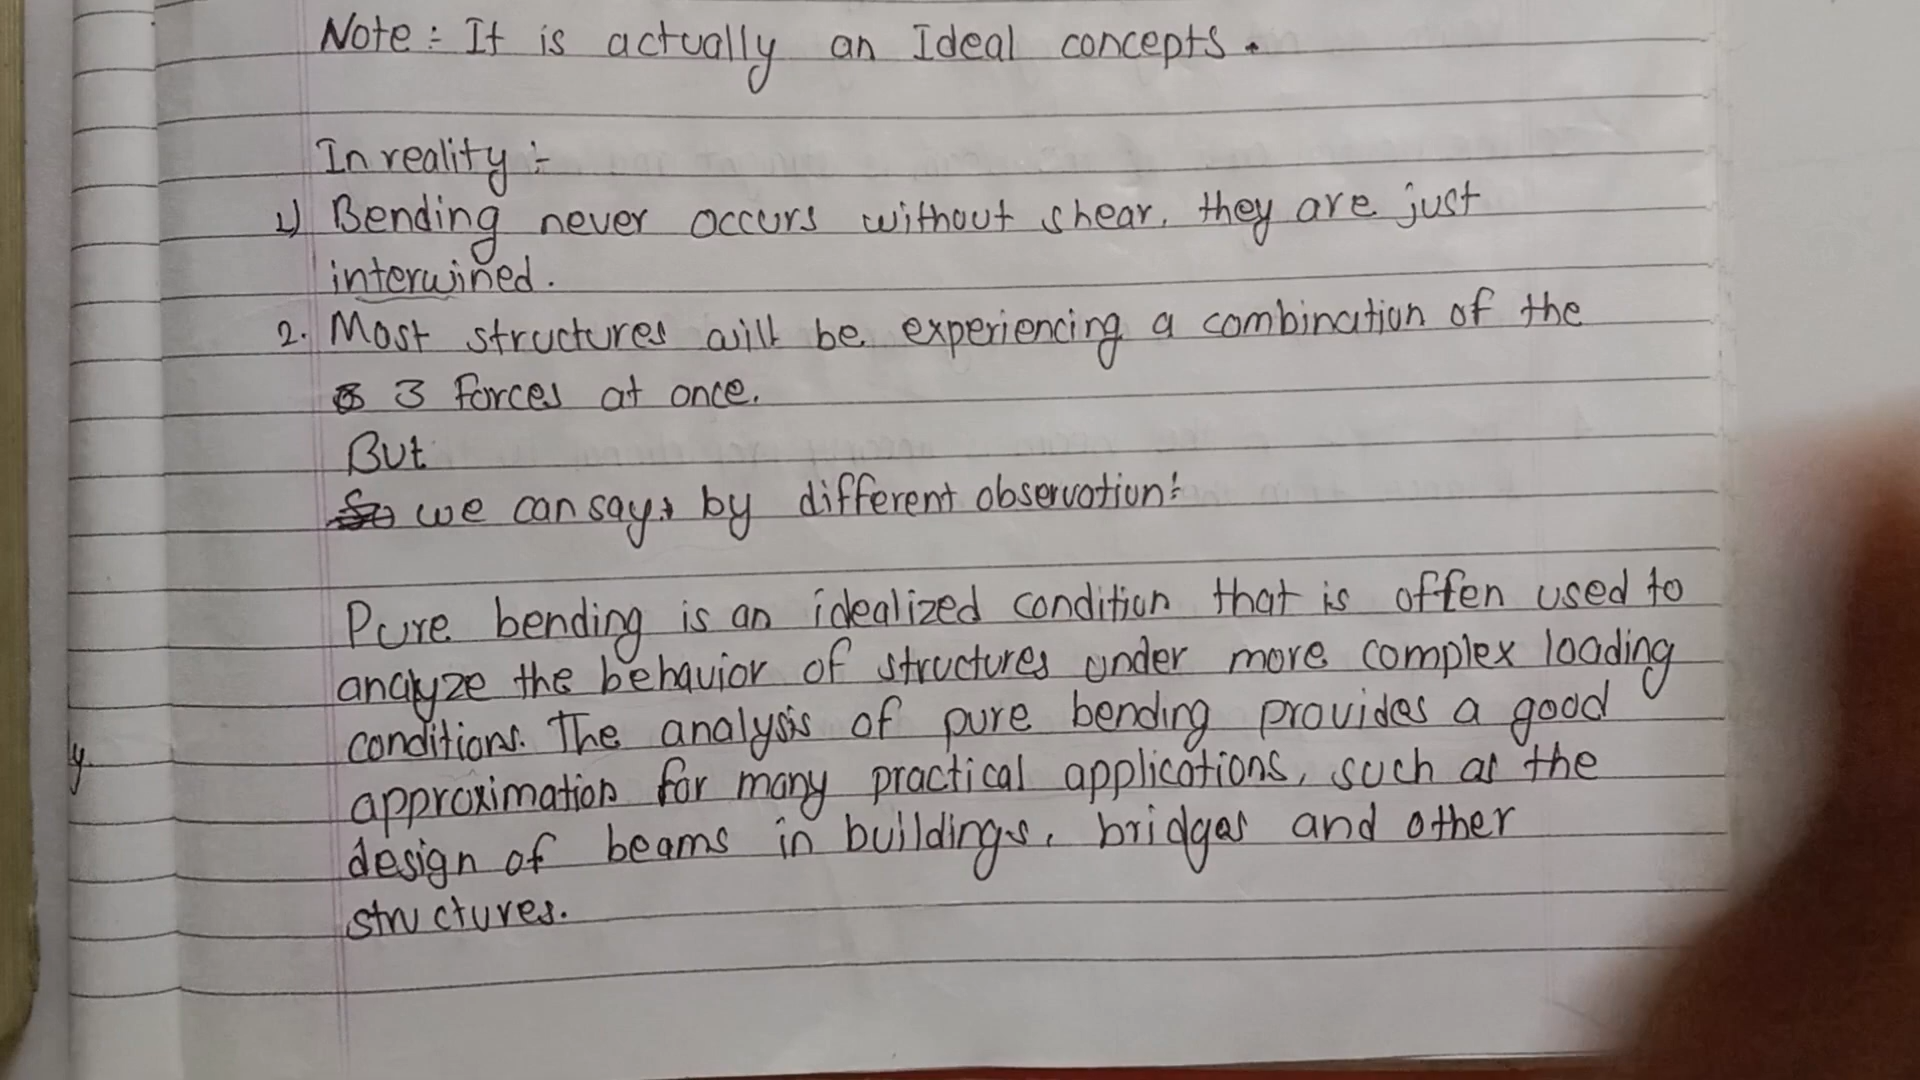 Note: It is actually an Ideal concepts.
In reality :-
1) Bending never occurs without shear, they are just
interwined.
2. Most structures will be experiencing a combination of the
3 forces at once.
But
we can say, by different observation:
Pure bending is an idealized condition that is often used to
analyze the behavior of structures under more complex loading
conditions. The analysis of pure bending provides a good
y.
approximation for many practical applications, such as the
design of beams in buildings, bridges and other
structures.